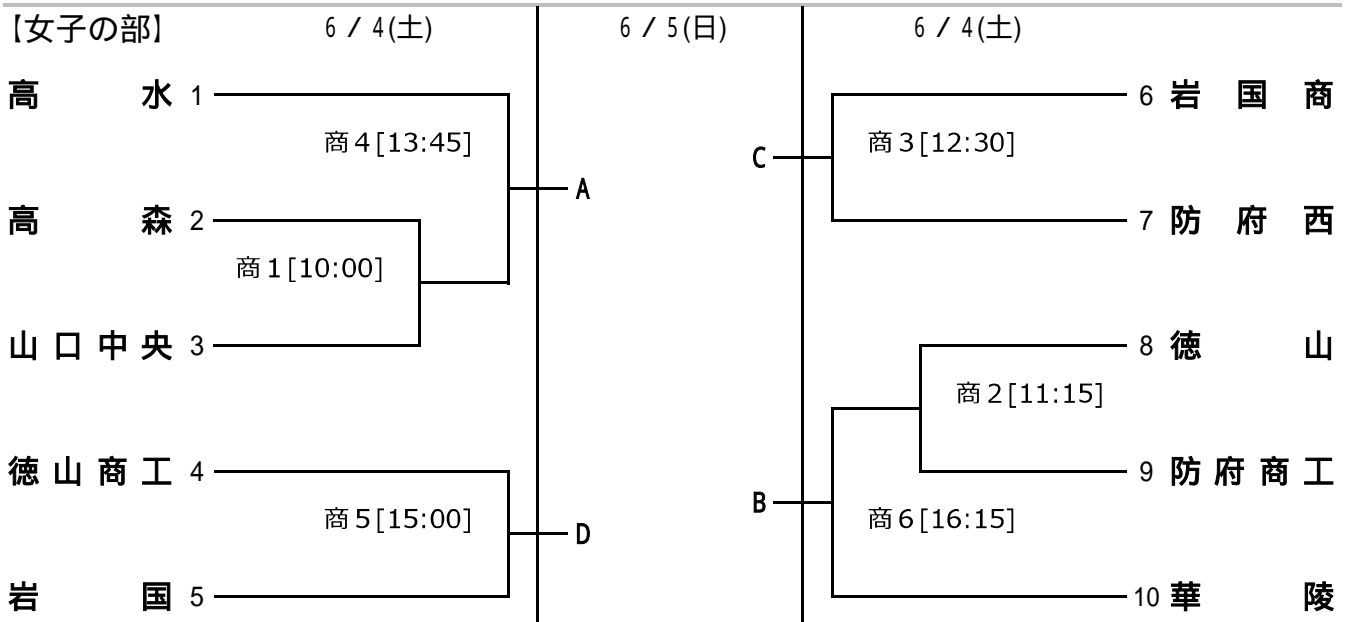 【女子の部】 6 / 4(土) 6 / 5(日) 6 / 4(土)
高水 1 6 岩国商
商4[13:45] 商3[12:30]
C
A
高森 2 7 防府西
商1[10:00]
山口中央 3 8 徳山
商2[11:15]
徳山商工 4 9 防府商工
B
商5[15:00] 商6[16:15]
D
岩国 5 10 華陵